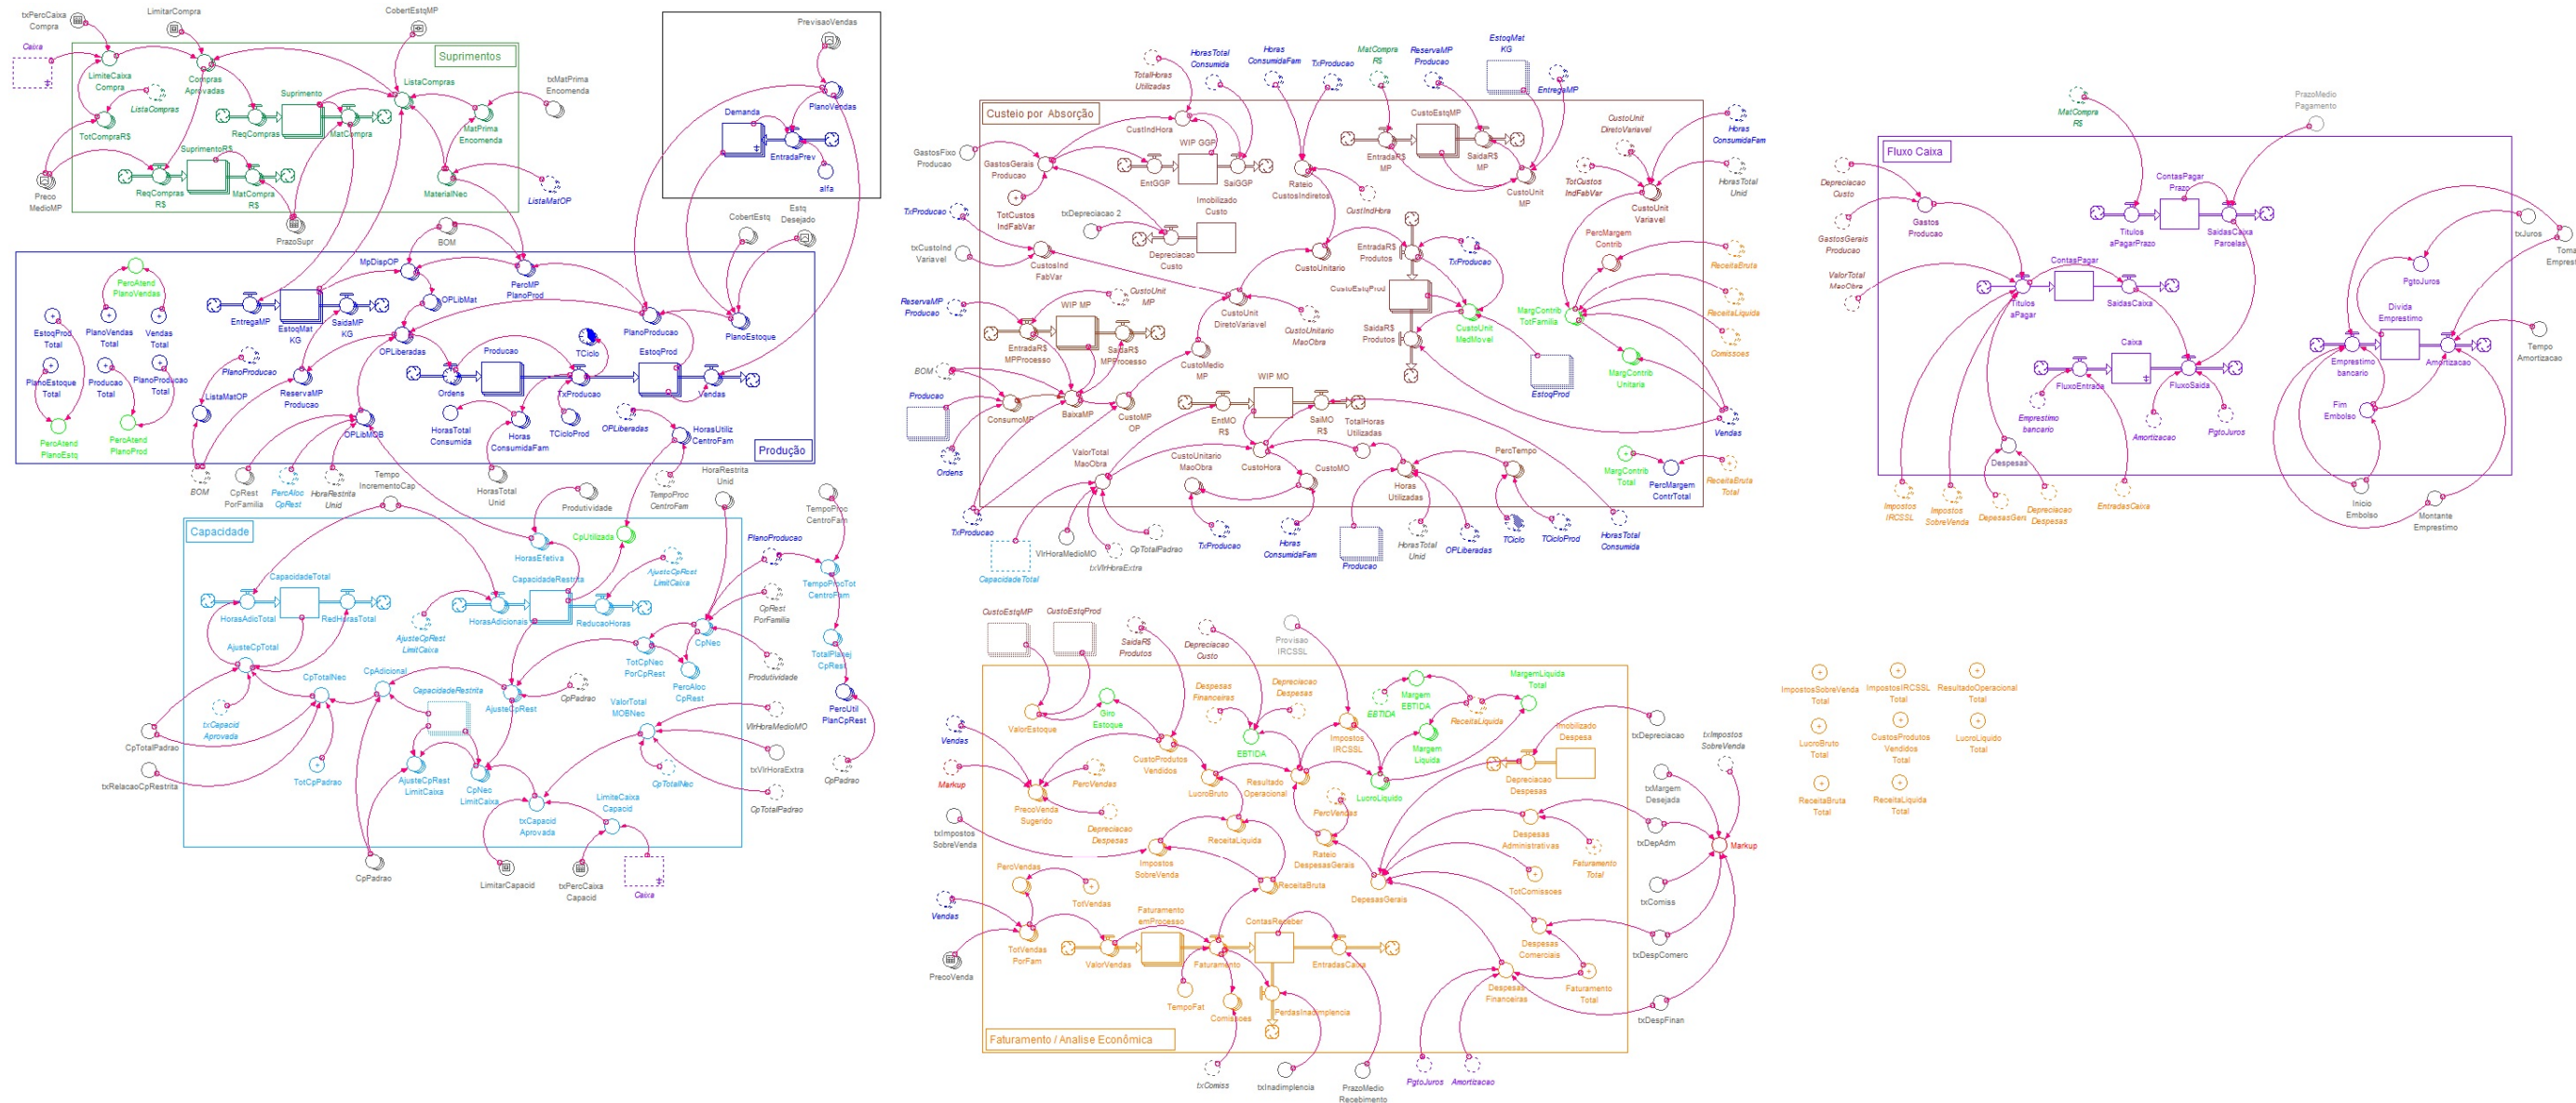 txPercCaixa
Compra
LimitarCompra
CobertEstqMP
Caixa
Suprimentos
LimiteCaixa
Compra
Compras
Aprovadas
ListaCompras
txMatPrima
Encomenda
ListaCompras
Suprimento
TotCompraR$
ReqCompras
MatCompra
MatPrima
Encomenda
SuprimentoR$
Preco
MedioMP
ReqCompras
R$
MatCompra
R$
MaterialNec
ListaMatOP
PrazoSupr
PrevisaoVendas
PlanoVendas
Demanda
EntradaPrev
alfa
BOM
CobertEstq
Estq
Desejado
PercAtend
PlanoVendas
MpDispOP
PercMP
PlanoProd
OPLibMat
EstoqProd
Total
PlanoVendas
Total
Vendas
Total
EntregaMP
EstoqMat
KG
SaidaMP
KG
PlanoProducao
PlanoEstoque
OPLiberadas
TCiclo
PlanoEstoque
Total
Producao
Total
PlanoProducao
Total
PlanoProducao
Producao
EstoqProd
ListaMatOP
ReservaMP
Producao
Ordens
TxProducao
Vendas
PercAtend
PlanoEstq
PercAtend
PlanoProd
OPLibMOB
HorasTotal
Consumida
Horas
ConsumidaFam
TCicloProd
OPLiberadas
HorasUtiliz
CentroFam
Produção
BOM
CpRest
PorFamilia
PercAloc
CpRest
HoraRestrita
Unid
Tempo
IncrementoCap
HorasTotal
Unid
Produtividade
TempoProc
CentroFam
HoraRestrita
Unid
TempoProc
CentroFam
Capacidade
HorasEfetiva
CpUtilizada
PlanoProducao
AjusteCpRest
LimitCaixa
TempoProcTot
CentroFam
CapacidadeTotal
CapacidadeRestrita
HorasAdioTotal
RedHorasTotal
HorasAdicionais
ReducaoHoras
CpRest
PorFamilia
AjusteCpRest
LimitCaixa
CpNec
AjusteCpTotal
TotCpNec
PorCpRest
TotalPlanej
CpRest
CpTotalNec
CpAdicional
CapacidadeRestrita
AjusteCpRest
CpPadrao
PercAloc
CpRest
Produtividade
PercUtil
PlanCpRest
txCapacid
Aprovada
ValorTotal
MOBNec
VlrHoraMedioMO
CpTotalPadrao
txRelacaoCpRestrita
TotCpPadrao
AjusteCpRest
LimitCaixa
CpNec
LimitCaixa
txVlrHoraExtra
CpTotalNec
CpPadrao
CpTotalPadrao
txCapacid
Aprovada
LimiteCaixa
Capacid
CpPadrao
LimitarCapacid
txPercCaixa
Capacid
Caixa
TotalHoras
Utilizadas
HorasTotal
Consumida
Horas
ConsumidaFam
TxProducao
MatCompra
R$
ReservaMP
Producao
EstoqMat
KG
EntregaMP
Custeio por Absorção
CustIndHora
CustoEstqMP
CustoUnit
DiretoVariavel
Horas
ConsumidaFam
GastosFixo
Producao
GastosGerais
Producao
WIP GGP
EntGGP
SaiGGP
Rateio
CustosIndiretos
EntradaR$
MP
SaidaR$
MP
CustoUnit
MP
TotCustos
IndFabVar
HorasTotal
Unid
CustoUnit
Variavel
CustIndHora
TotCustos
IndFabVar
Imobilizado
Custo
TxProducao
txDepreciacao 2
txCustoInd
Variavel
CustosInd
FabVar
Depreciacao
Custo
CustoUnitario
EntradaR$
Produtos
TxProducao
PercMargem
Contrib
ReceitaBruta
CustoEstqProd
ReceitaLiquida
Comissoes
ReservaMP
Producao
WIP MP
CustoUnit
MP
CustoUnit
DiretoVariavel
CustoUnitario
MaoObra
SaidaR$
Produtos
CustoUnit
MedMovel
MargContrib
TotFamilia
EntradaR$
MPProcesso
SaidaR$
MPProcesso
CustoMedio
MP
MargContrib
Unitaria
EstoqProd
BOM
Producao
ConsumoMP
BaixaMP
CustoMP
OP
WIP MO
EntMO
R$
SaiMO
R$
TotalHoras
Utilizadas
Vendas
Ordens
ValorTotal
MaoObra
CustoUnitario
MaoObra
CustoHora
CustoMO
Horas
Utilizadas
PercTempo
MargContrib
Total
PercMargem
ContrTotal
ReceitaBruta
Total
TxProducao
CapacidadeTotal
VlrHoraMedioMO
txVlrHoraExtra
CpTotalPadrao
TxProducao
Horas
ConsumidaFam
Producao
HorasTotal
Unid
OPLiberadas
TCiclo
TCicloProd
HorasTotal
Consumida
MatCompra
R$
PrazoMedio
Pagamento
Fluxo Caixa
Depreciacao
Custo
GastosGerais
Producao
ValorTotal
MaoObra
Gastos
Producao
ContasPagar
Prazo
Titulos
aPagarPrazo
SaidasCaixa
Parcelas
txJuros
PgtoJuros
ContasPagar
Titulos
aPagar
SaidasCaixa
Divida
Emprestimo
Emprestimo
bancario
Amortizacao
Tempo
Amortizacao
Caixa
FluxoEntrada
FluxoSaida
Emprestimo
bancario
Amortizacao
PgtoJuros
Fim
Embolso
Despesas
Impostos
IRCSSL
Impostos
SobreVenda
DepesasGeri
Depreciacao
Despesas
EntradasCaixa
Inicio
Embolso
Montante
Emprestimo
CustoEstqMP
CustoEstqProd
SaidaR$
Produtos
Depreciacao
Custo
Provisao
IRCSSL
ValorEstoque
Giro
Estoque
Despesas
Financeiras
Depreciacao
Despesas
EBTIDA
Margem
EBTIDA
ReceitaLiquida
MargemLiquida
Total
EBTIDA
Impostos
IRCSSL
Margem
Liquida
Imobilizado
Despesa
txDepreciacao
txImpostos
SobreVenda
Vendas
Markup
CustoProdutos
Vendidos
PercVendas
LucroBruto
Resultado
Operacional
LucroLiquido
Depreciacao
Despesas
txMargem
Desejada
PrecoVenda
Sugerido
Depreciacao
Despesas
ReceitaLiquida
PercVendas
Rateio
DespesasGerais
Despesas
Administrativas
Faturamento
Total
txDepAdm
Markup
txImpostos
SobreVenda
Impostos
SobreVenda
PercVendas
TotVendas
ReceitaBruta
DepesasGerais
TotComissoes
txComiss
Vendas
TotVendas
PorFam
Faturamento
emProcesso
ContasReceber
Despesas
Comerciais
txDespComerc
PrecoVenda
ValorVendas
Faturamento
EntradasCaixa
Despesas
Financeiras
Faturamento
Total
TempoFat
Comissoes
PerdasInadimplencia
txDespFinan
Faturamento / Analise Econômica
txComiss
txInadimplencia
PrazoMedio
Recebimento
PgtoJuros
Amortizacao
ImpostosSobreVenda
Total
ImpostosIRCSSL
Total
ResultadoOperacional
Total
LucroBruto
Total
CustosProdutos
Vendidos
Total
LucroLiquido
Total
ReceitaBruta
Total
ReceitaLiquida
Total